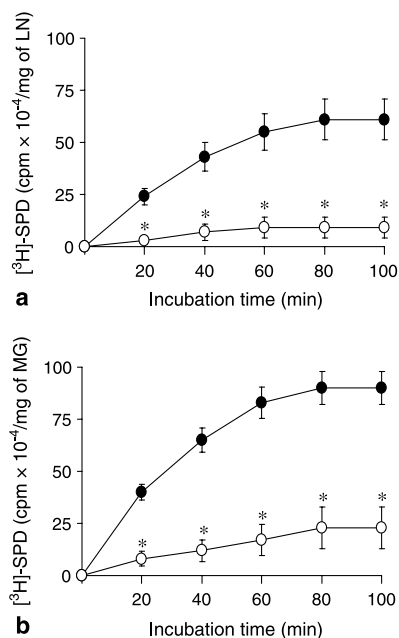 100
75
50
25
0
[³H]-SPD (cpm × 10⁻⁴/mg of LN)
* * * * *
20 40 60 80 100
a Incubation time (min)
100
75
50
25
0
[³H]-SPD (cpm × 10⁻⁴/mg of MG)
* * * * *
0 20 40 60 80 100
b Incubation time (min)